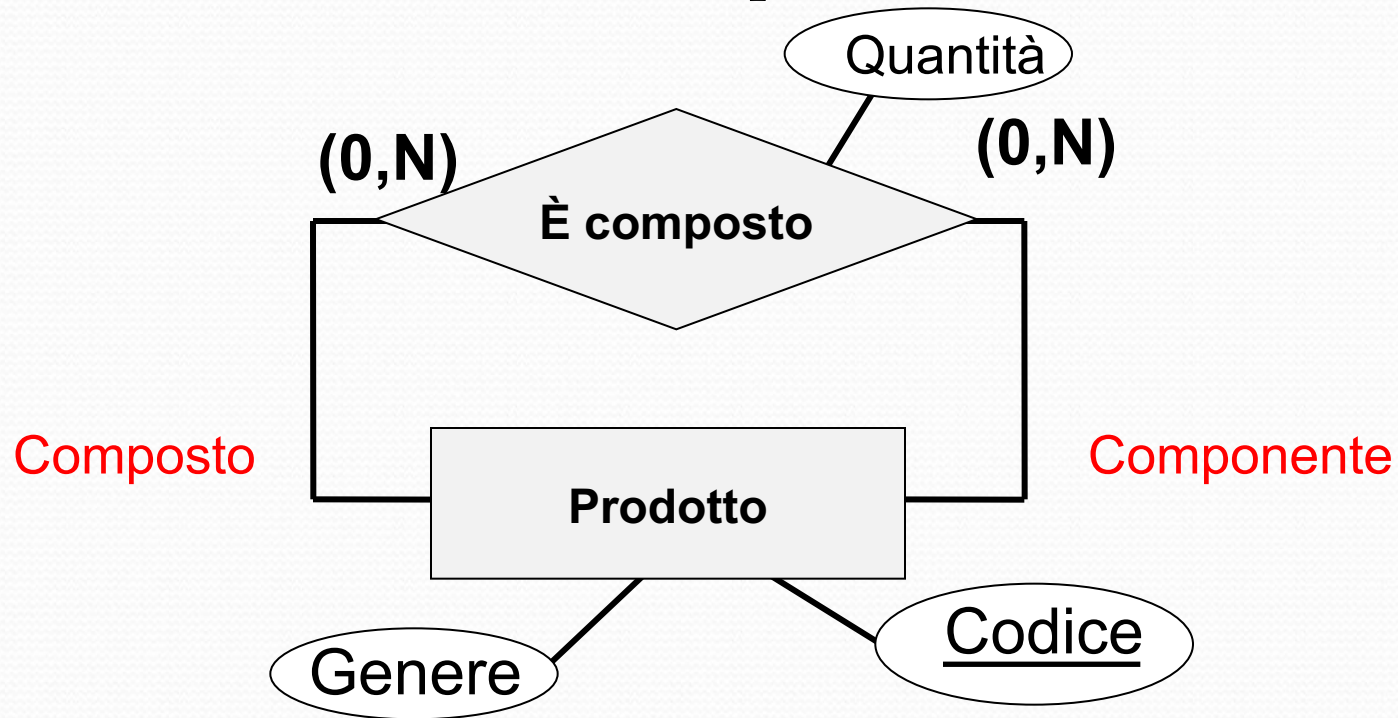 Quantità
(0,N)
(0,N)
È composto
Composto
Componente
Prodotto
Codice
Genere